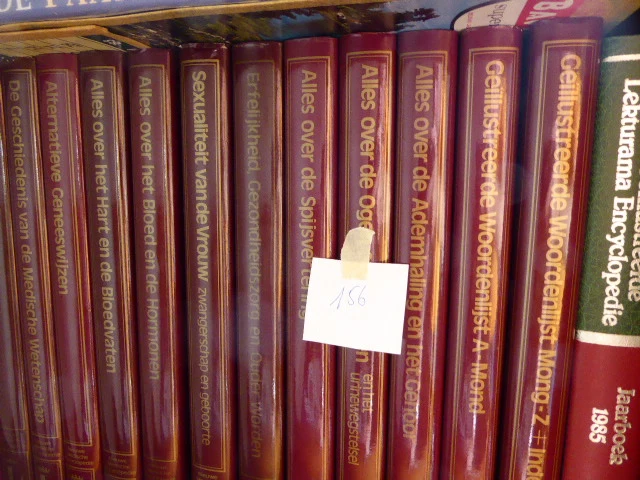 De Geschiedenis van de Medische Wetenschap
Alternatieve Geneeswijzen
Alles over het Hart en de Bloedvaten
Alles over het Bloed en de Hormonen
Sexualiteit van de Vrouw zwangerschap en geboorte
Erfelijkheid Gezondheidszorg en Ouder Worden
Alles over de Spijsvertering
Alles over de Oge
en het
urinewegstelsel
Alles over de Ademhaling en het Gehoor
Geïllustreerde Woordenlijst A-Mond
Geïllustreerde Woordenlijst Mong-Z + Inde
Lekturama Encyclopedie
Jaarboek
1985
156